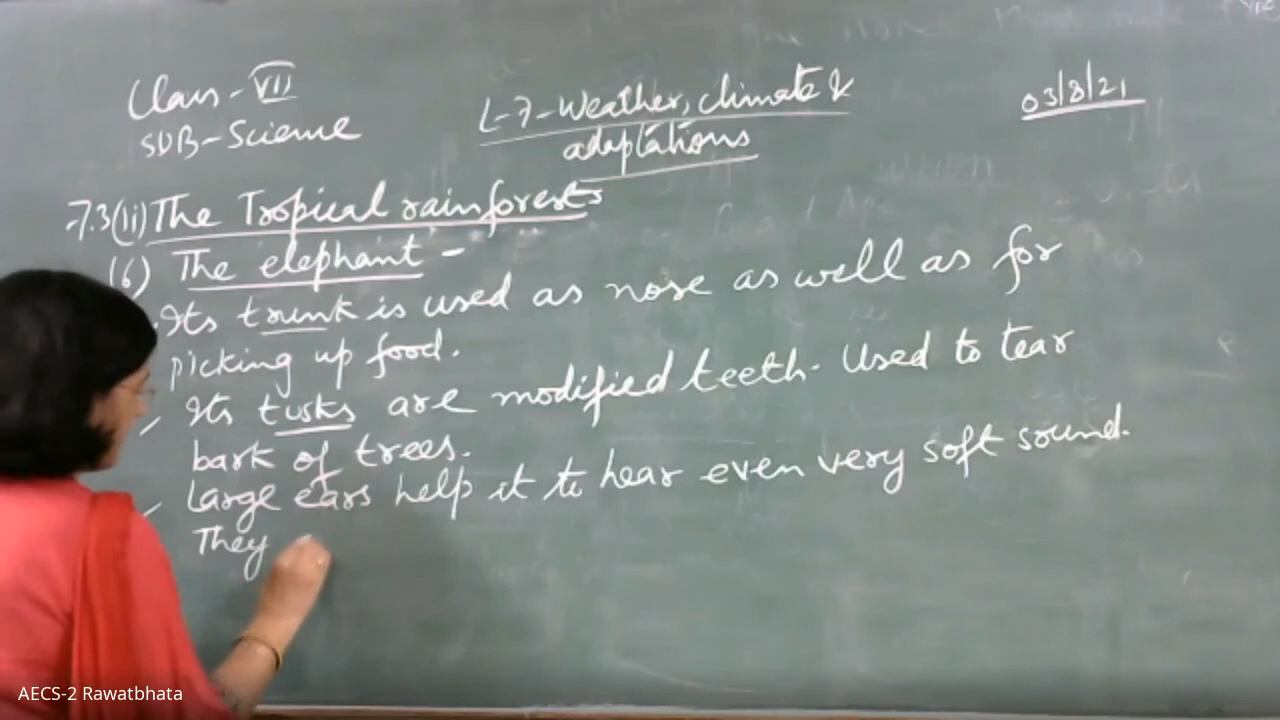 Class - VII
SUB - Science
L-7- Weather, climate &
adaptations
03/8/21
7.3(ii) The Tropical rainforests
(6) The elephant -
Its trunk is used as nose as well as for
picking up food.
Its tusks are modified teeth. Used to tear
bark of trees.
Large ears help it to hear even very soft sound.
They
AECS-2 Rawatbhata